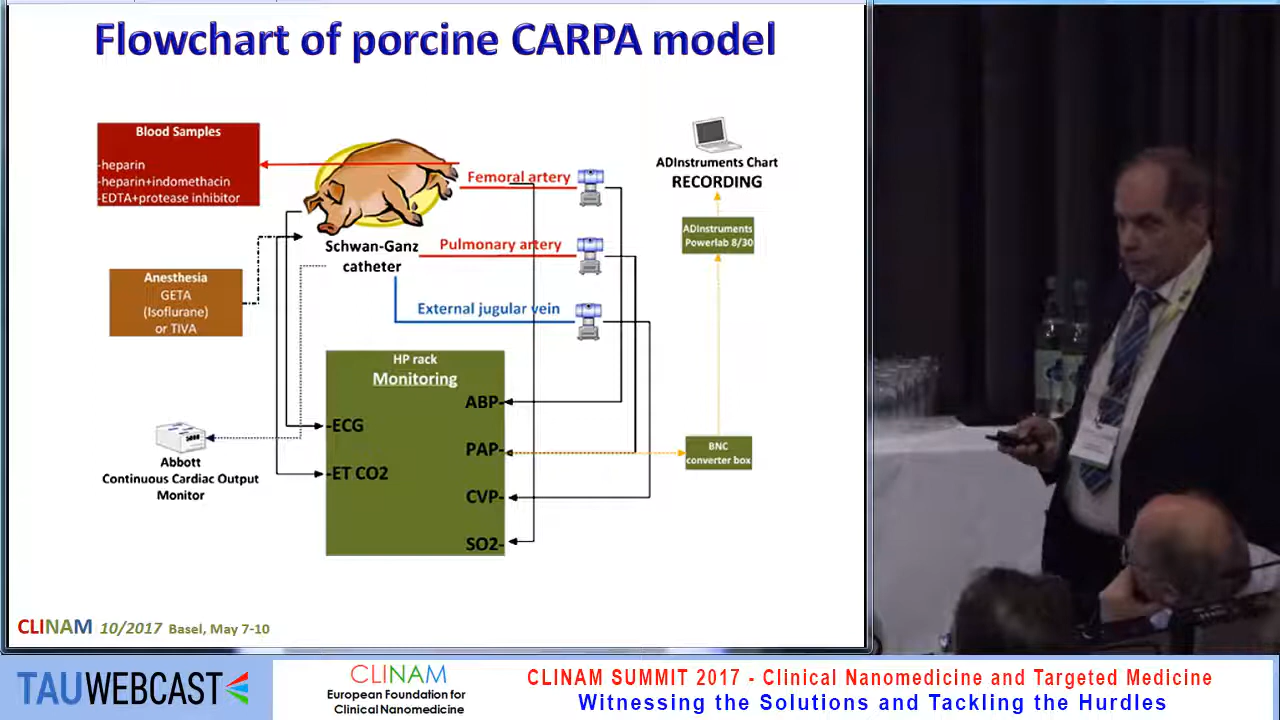 Flowchart of porcine CARPA model
Blood Samples
-heparin
-heparin+indomethacin
-EDTA+protease inhibitor
Anesthesia
GETA
(Isoflurane)
or TIVA
Schwan-Ganz
catheter
Femoral artery
Pulmonary artery
External jugular vein
ADInstruments Chart
RECORDING
ADInstruments
Powerlab 8/30
BNC
converter box
HP rack
Monitoring
ABP-
-ECG
PAP-
-ET CO2
CVP-
SO2-
Abbott
Continuous Cardiac Output
Monitor
CLINAM 10/2017 Basel, May 7-10
TAUWEBCAST
CLINAM
European Foundation for
Clinical Nanomedicine
CLINAM SUMMIT 2017 - Clinical Nanomedicine and Targeted Medicine
Witnessing the Solutions and Tackling the Hurdles